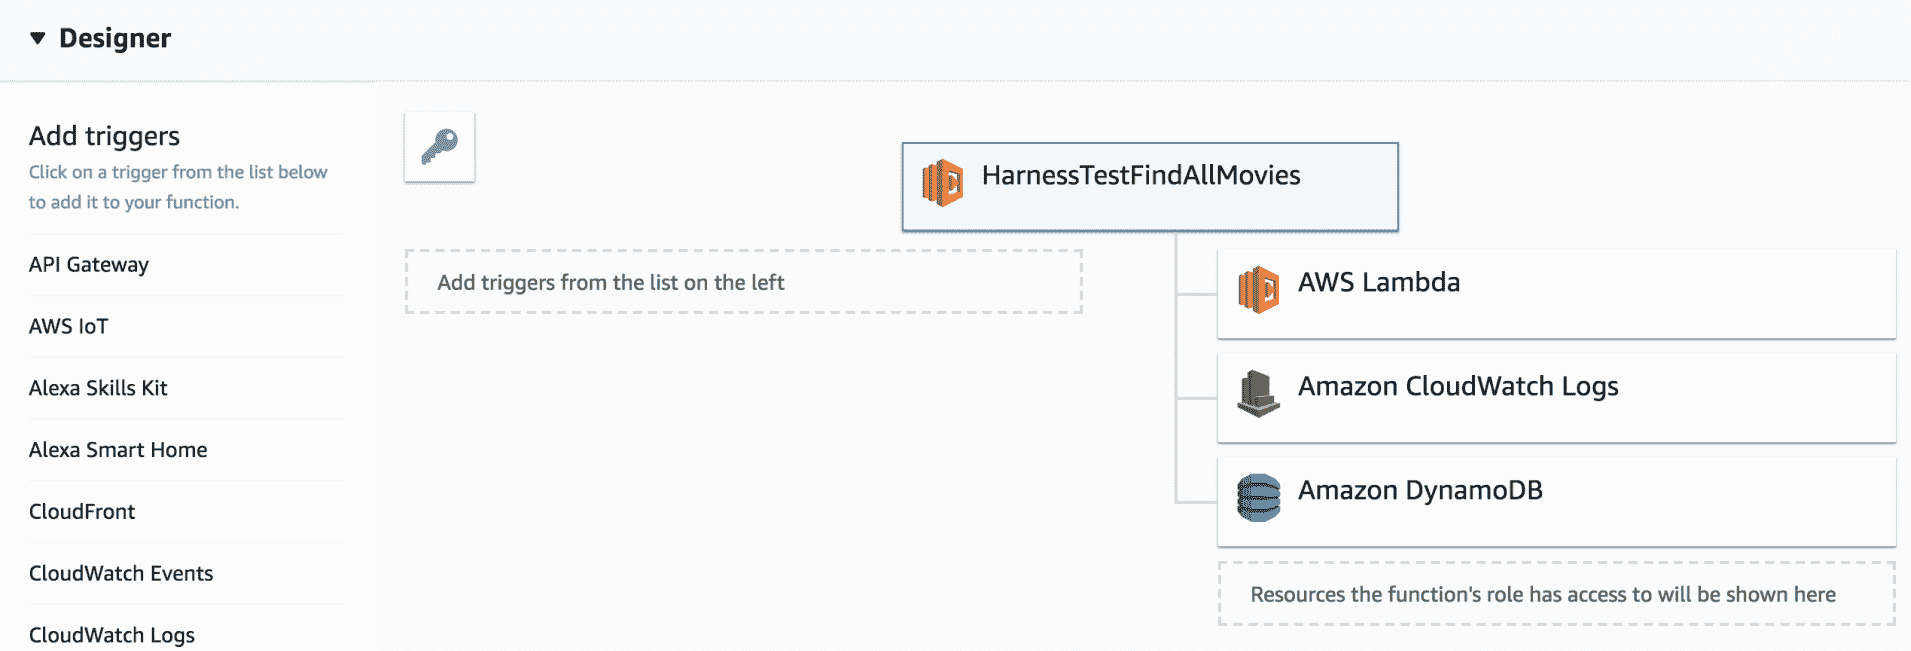 Designer
Add triggers
Click on a trigger from the list below
to add it to your function.
API Gateway
AWS IoT
Alexa Skills Kit
Alexa Smart Home
CloudFront
CloudWatch Events
CloudWatch Logs
Add triggers from the list on the left
HarnessTestFindAllMovies
AWS Lambda
Amazon CloudWatch Logs
Amazon DynamoDB
Resources the function's role has access to will be shown here